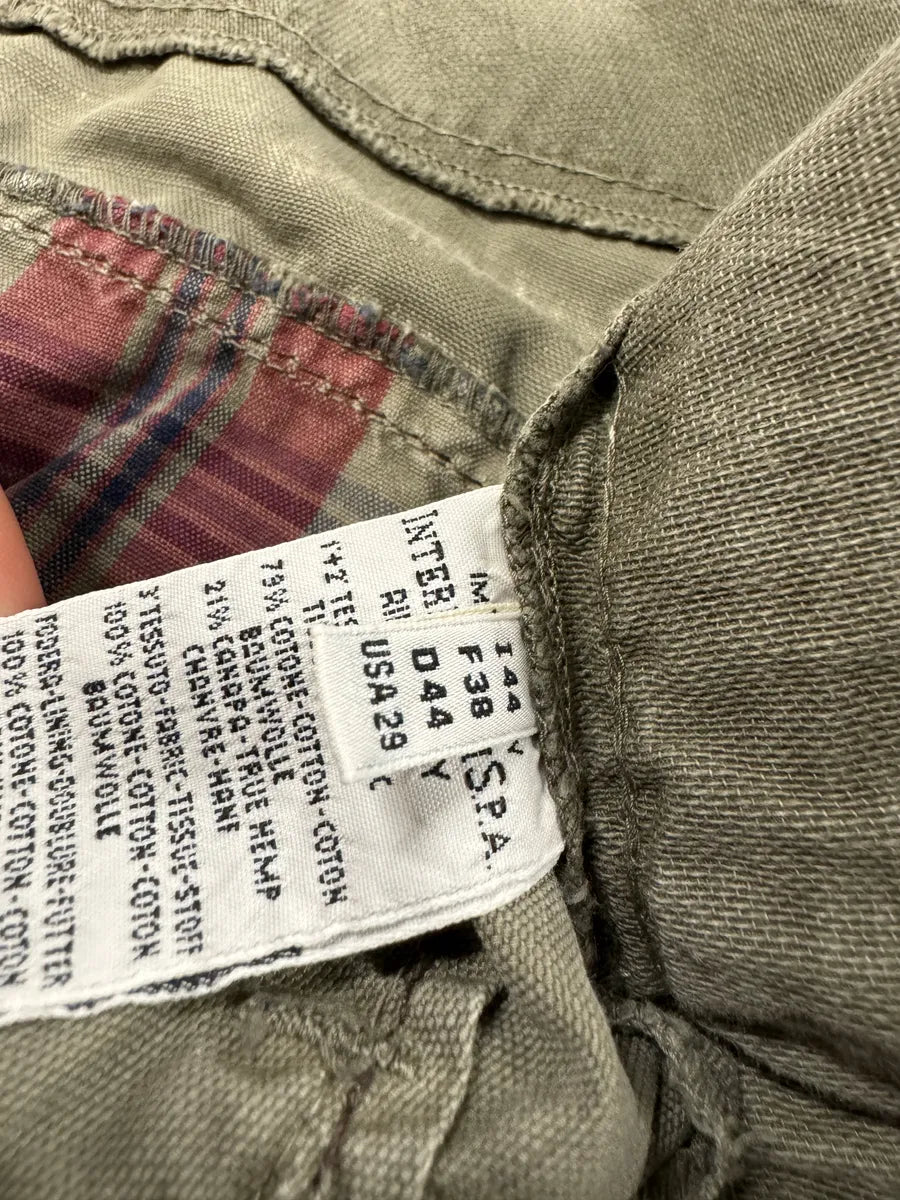 I44
F38
D44
USA29
INTER
S.P.A.
79% COTONE-COTTON-COTON
BAUMWOLLE
21% CANAPA-TRUE HEMP
CHANVRE-HANF
3°TESSUTO-FABRIC-TISSUE-STOFF
100% COTONE-COTTON-COTON
BAUMWOLLE
FODERA-LINING-DOUBLURE-FUTTER
100% COTONE-COTTON-COTON